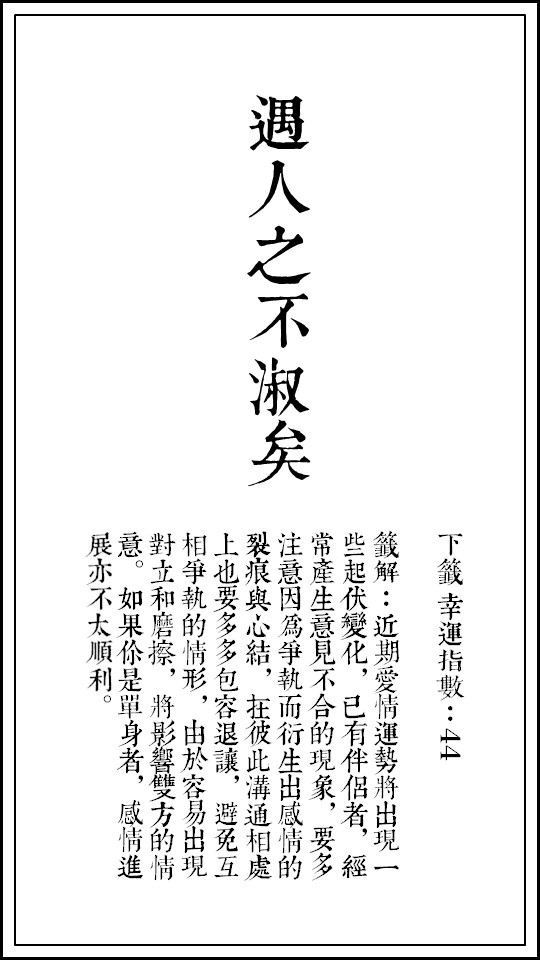 遇人之不淑矣
下籤 幸運指數：44
籤解：近期愛情運勢將出現一
些起伏變化，已有伴侶者，經
常產生意見不合的現象，要多
注意因為爭執而衍生出感情的
裂痕與心結，在彼此溝通相處
上也要多多包容退讓，避免互
相爭執的情形，由於容易出現
對立和磨擦，將影響雙方的情
意。如果你是單身者，感情進
展亦不太順利。